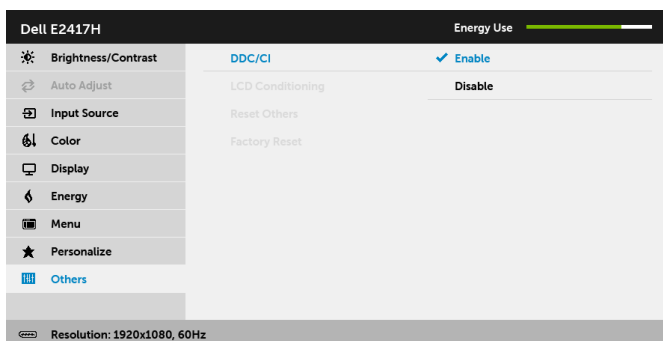 Dell E2417H Energy Use
Brightness/Contrast DDC/CI Enable
Auto Adjust LCD Conditioning Disable
Input Source Reset Others
Color Factory Reset
Display
Energy
Menu
Personalize
Others
Resolution: 1920x1080, 60Hz